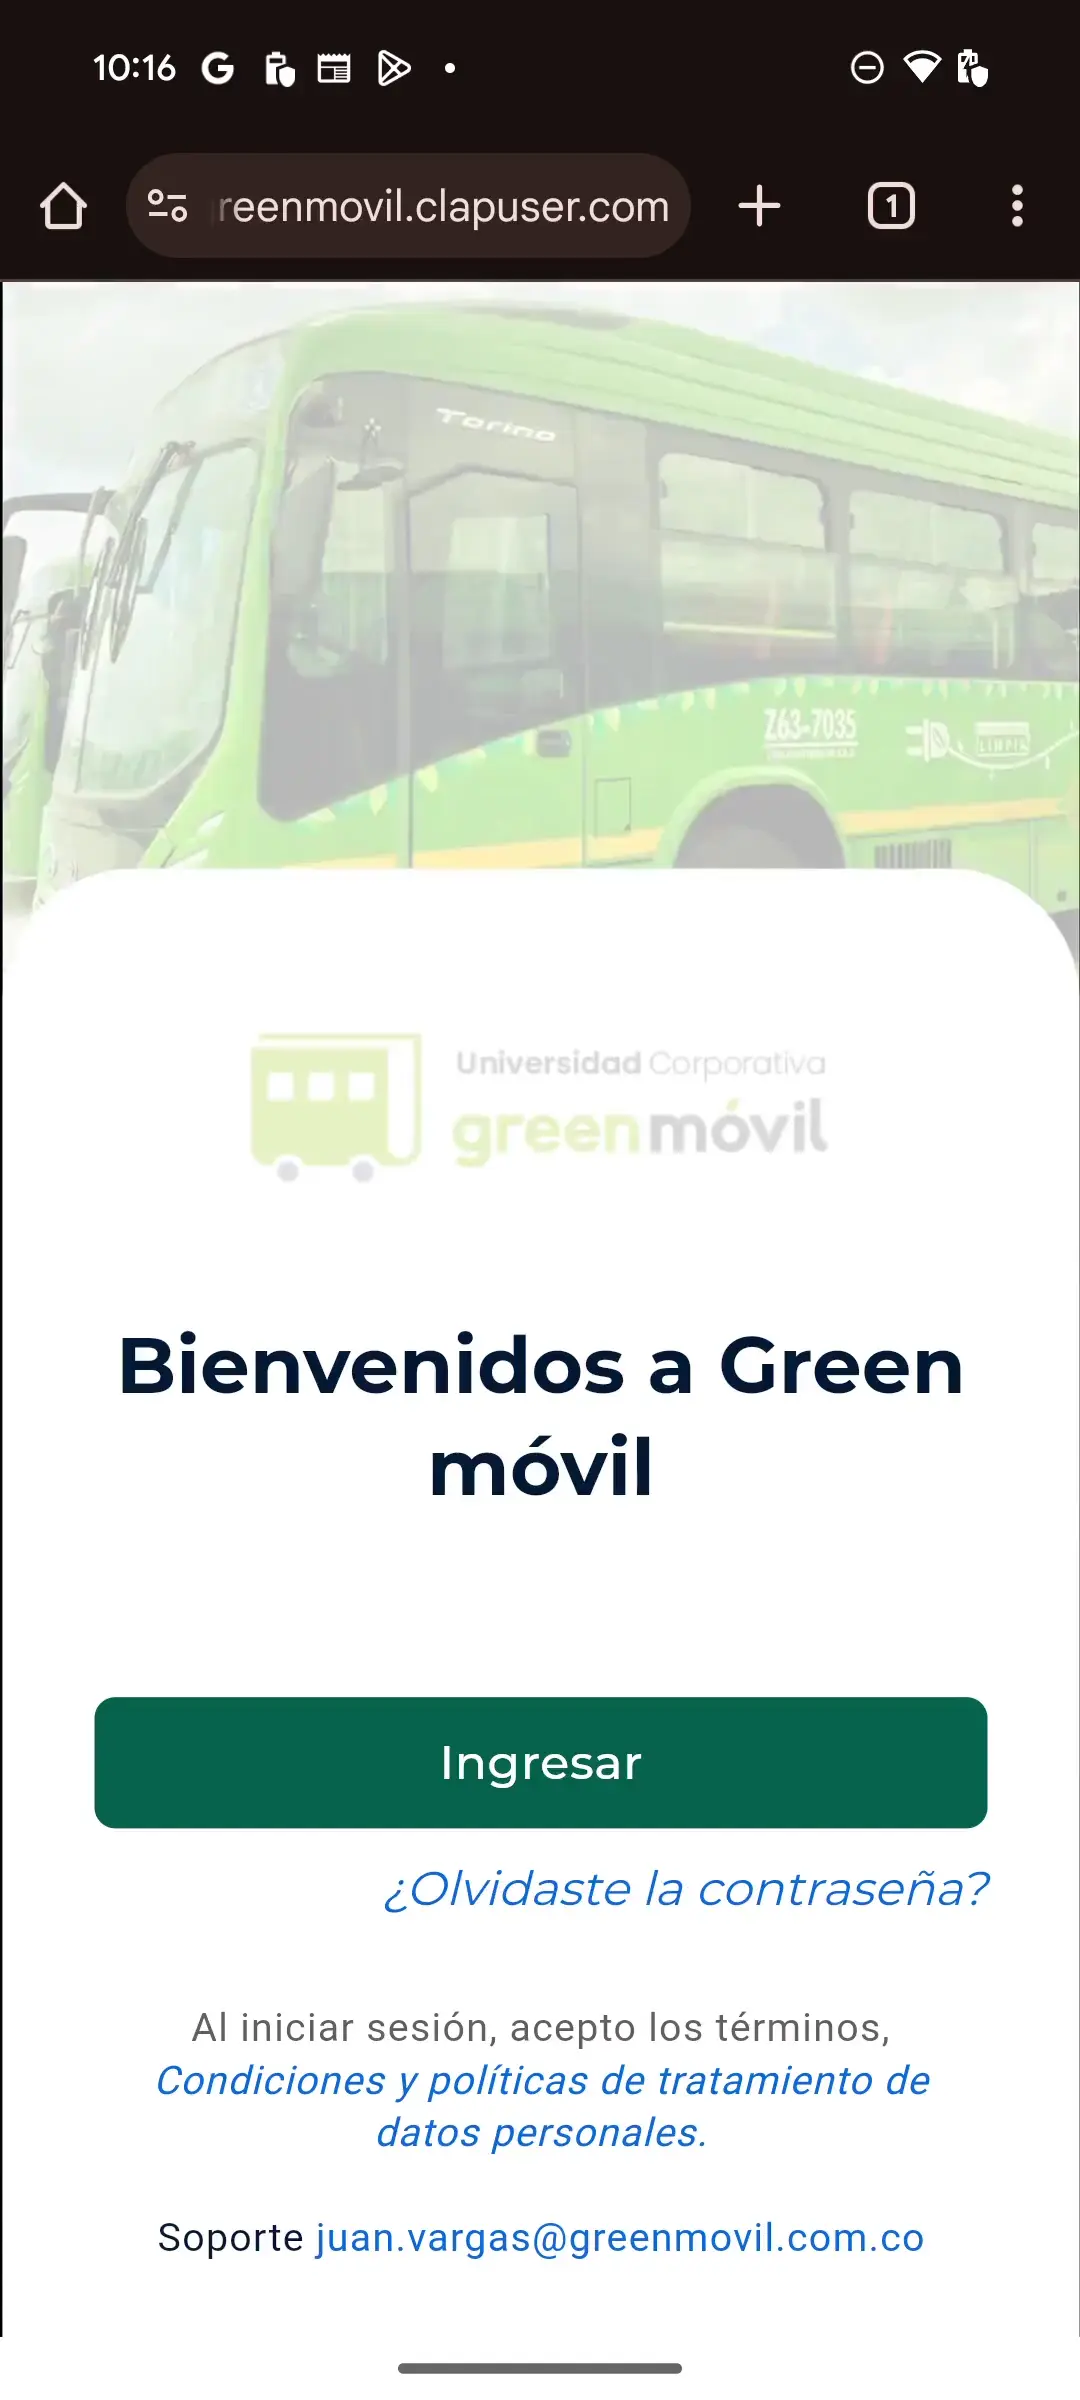 10:16
reenmovil.clapuser.com
1
Torino
Z63-7035
LIMPIA
Universidad Corporativa
greenmóvil
Bienvenidos a Green
móvil
Ingresar
¿Olvidaste la contraseña?
Al iniciar sesión, acepto los términos,
Condiciones y políticas de tratamiento de
datos personales.
Soporte juan.vargas@greenmovil.com.co